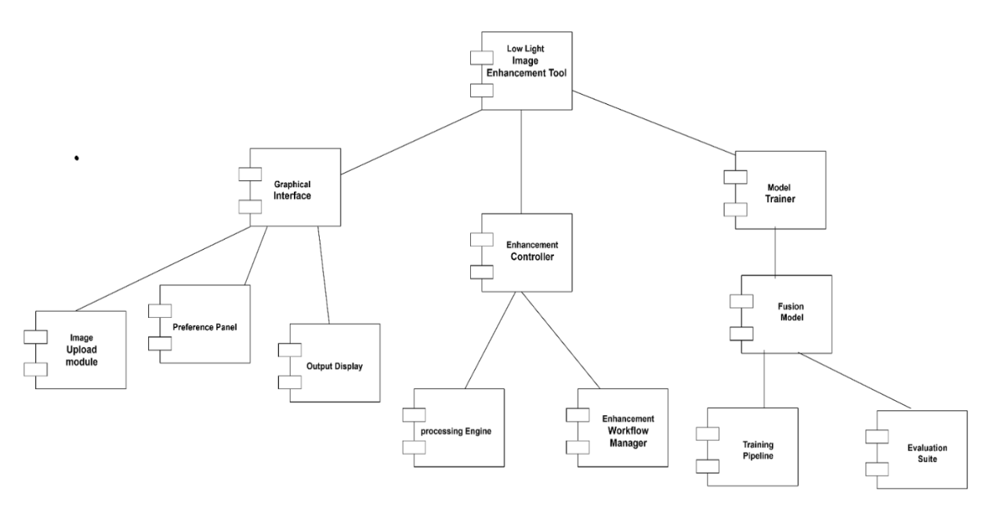 Low Light
Image
Enhancement Tool
Graphical
Interface
Model
Trainer
Enhancement
Controller
Image
Upload
module
Preference Panel
Output Display
Fusion
Model
processing Engine
Enhancement
Workflow
Manager
Training
Pipeline
Evaluation
Suite